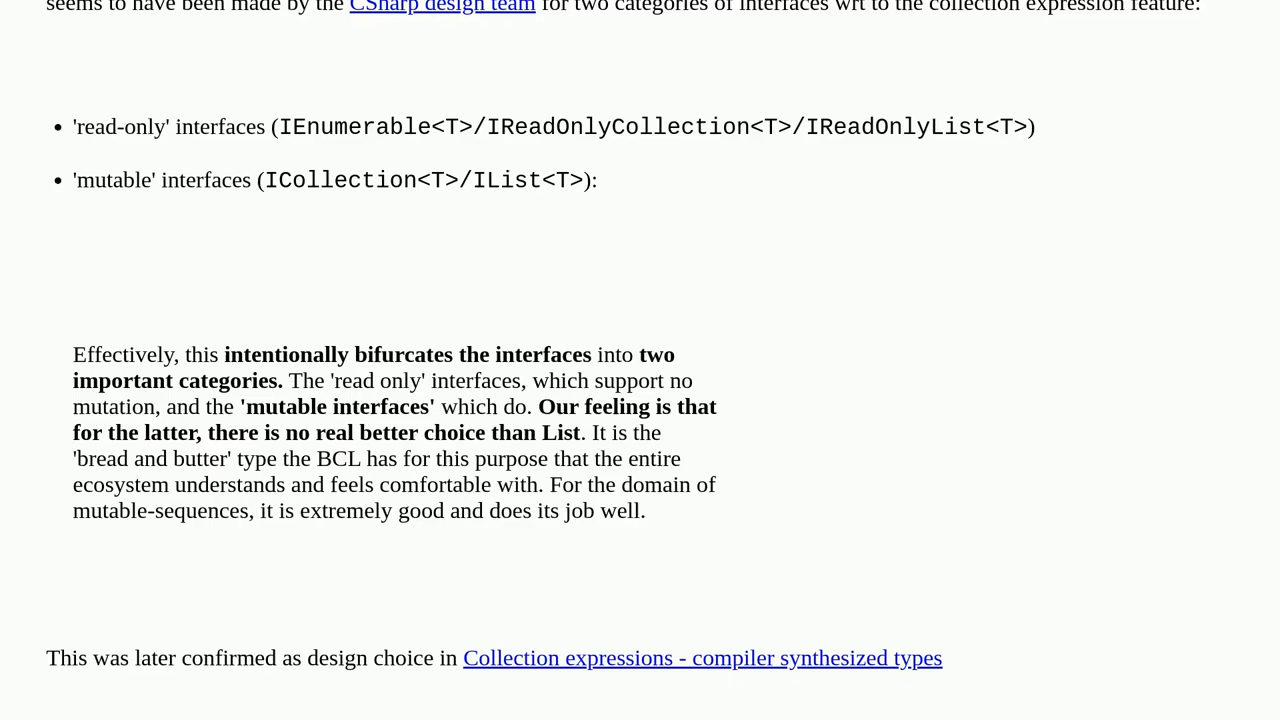 seems to have been made by the CSharp design team for two categories of interfaces wrt to the collection expression feature:
• 'read-only' interfaces (IEnumerable<T>/IReadOnlyCollection<T>/IReadOnlyList<T>)
• 'mutable' interfaces (ICollection<T>/IList<T>):
Effectively, this intentionally bifurcates the interfaces into two
important categories. The 'read only' interfaces, which support no
mutation, and the 'mutable interfaces' which do. Our feeling is that
for the latter, there is no real better choice than List. It is the
'bread and butter' type the BCL has for this purpose that the entire
ecosystem understands and feels comfortable with. For the domain of
mutable-sequences, it is extremely good and does its job well.
This was later confirmed as design choice in Collection expressions - compiler synthesized types